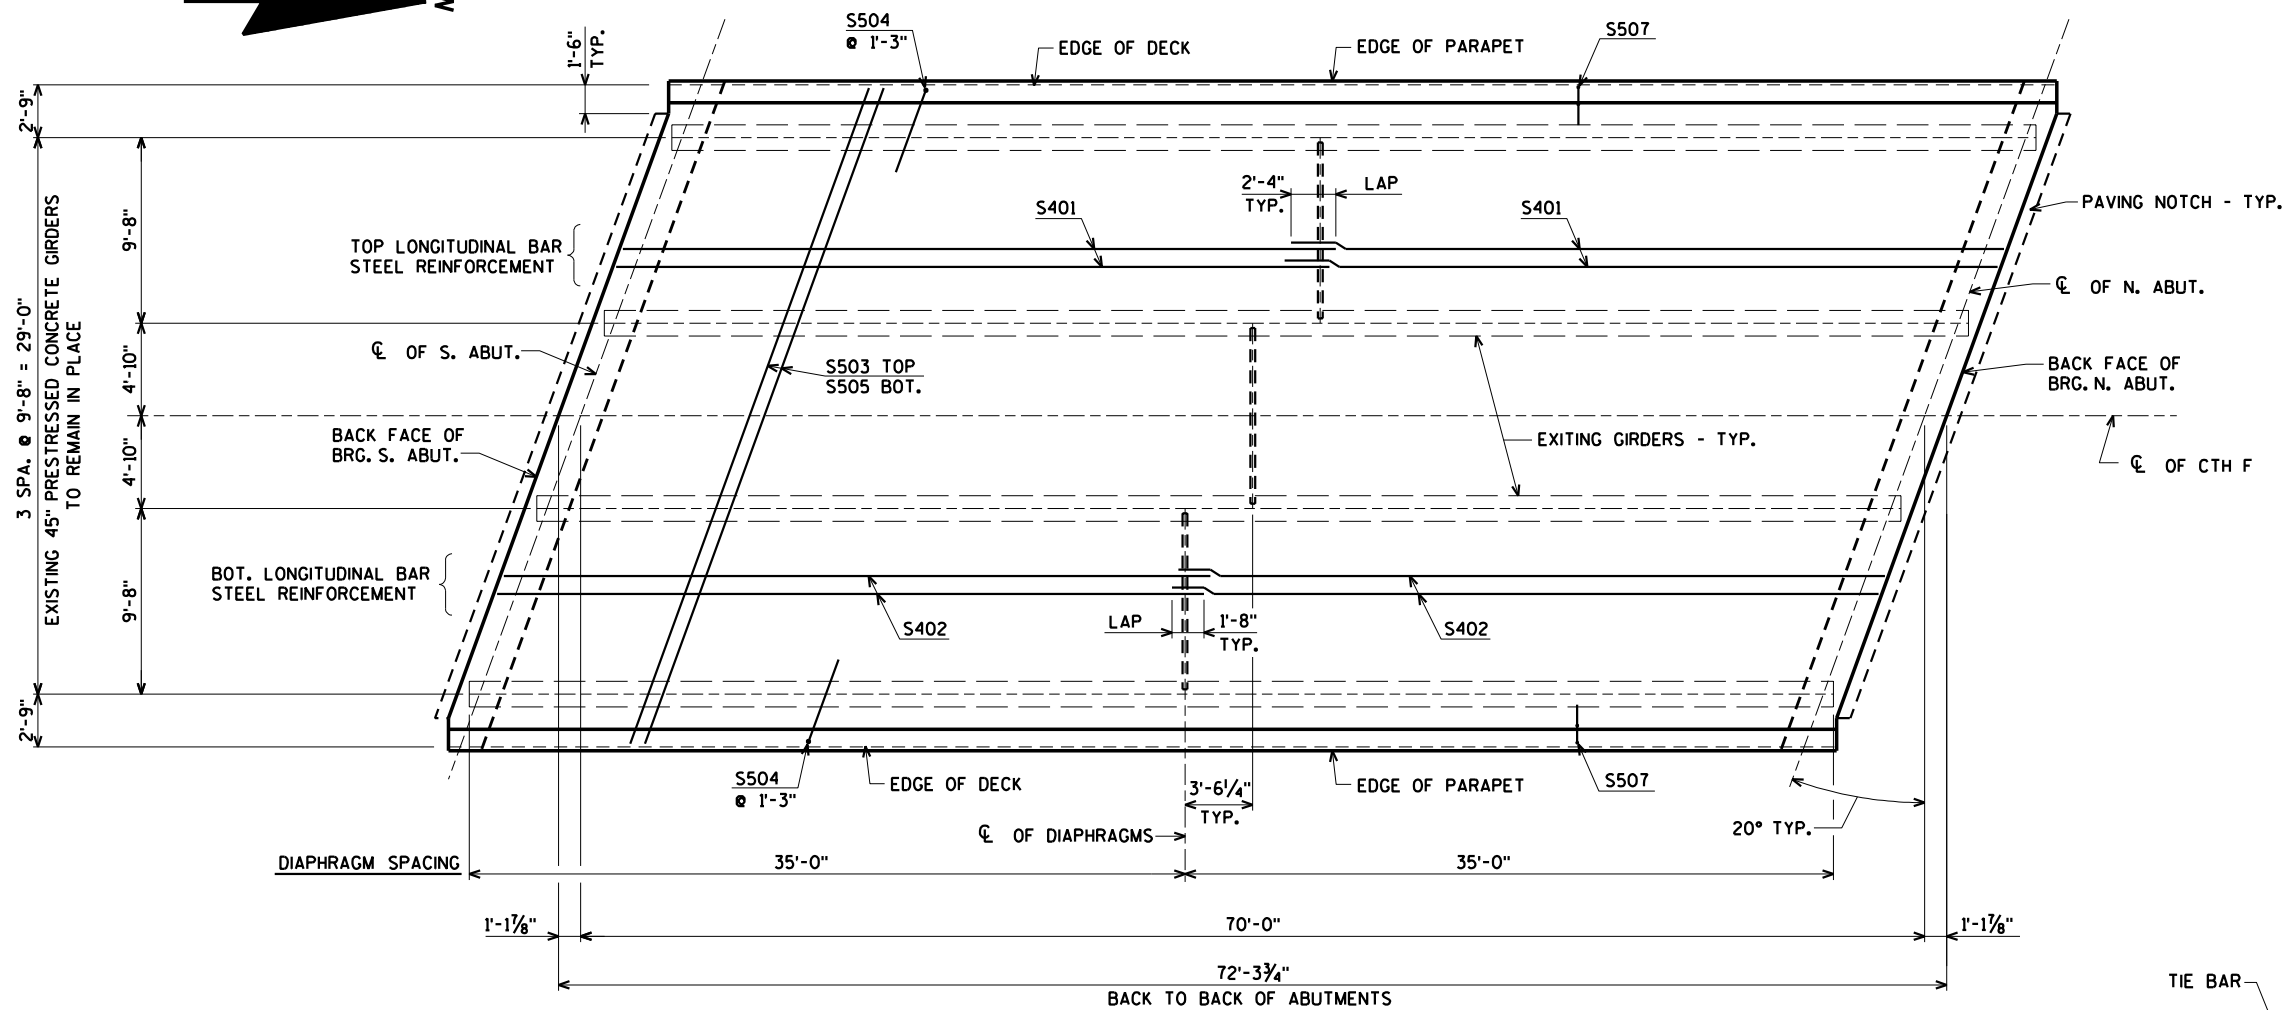 N
S504
@ 1'-3"
EDGE OF DECK
EDGE OF PARAPET
S507
1'-6"
TYP.
2'-9"
9'-8"
4'-10"
4'-10"
9'-8"
2'-9"
3 SPA. @ 9'-8" = 29'-0"
EXISTING 45" PRESTRESSED CONCRETE GIRDERS
TO REMAIN IN PLACE
TOP LONGITUDINAL BAR
STEEL REINFORCEMENT
2'-4"
TYP.
LAP
S401
S401
PAVING NOTCH - TYP.
℄ OF N. ABUT.
℄ OF S. ABUT.
S503 TOP
S505 BOT.
BACK FACE OF
BRG. N. ABUT.
BACK FACE OF
BRG. S. ABUT.
EXITING GIRDERS - TYP.
℄ OF CTH F
BOT. LONGITUDINAL BAR
STEEL REINFORCEMENT
S402
LAP
1'-8"
TYP.
S402
S504
@ 1'-3"
EDGE OF DECK
3'-6¼"
TYP.
EDGE OF PARAPET
S507
℄ OF DIAPHRAGMS
20° TYP.
DIAPHRAGM SPACING
35'-0"
35'-0"
1'-1⅞"
70'-0"
1'-1⅞"
72'-3¾"
BACK TO BACK OF ABUTMENTS
TIE BAR